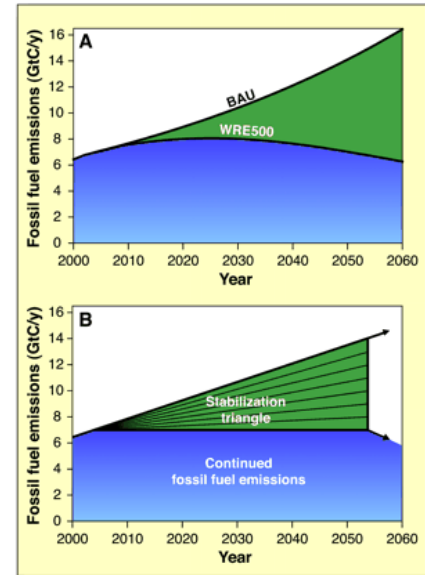 A
Fossil fuel emissions (GtC/y)
16
14
12
10
8
6
4
2
0
BAU
WRE500
2000 2010 2020 2030 2040 2050 2060
Year
B
Fossil fuel emissions (GtC/y)
16
14
12
10
8
6
4
2
0
Stabilization
triangle
Continued
fossil fuel emissions
2000 2010 2020 2030 2040 2050 2060
Year